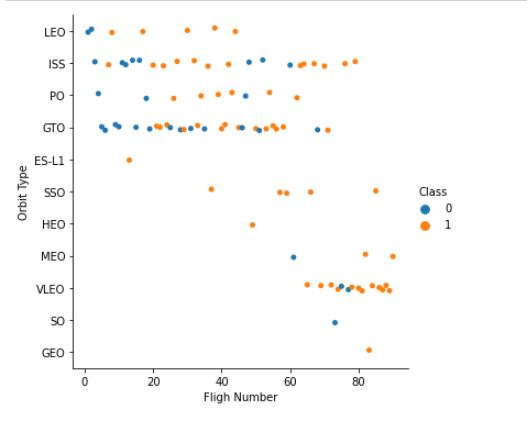 LEO
ISS
PO
GTO
ES-L1
SSO
HEO
MEO
VLEO
SO
GEO
Orbit Type
0 20 40 60 80
Fligh Number
Class
0
1